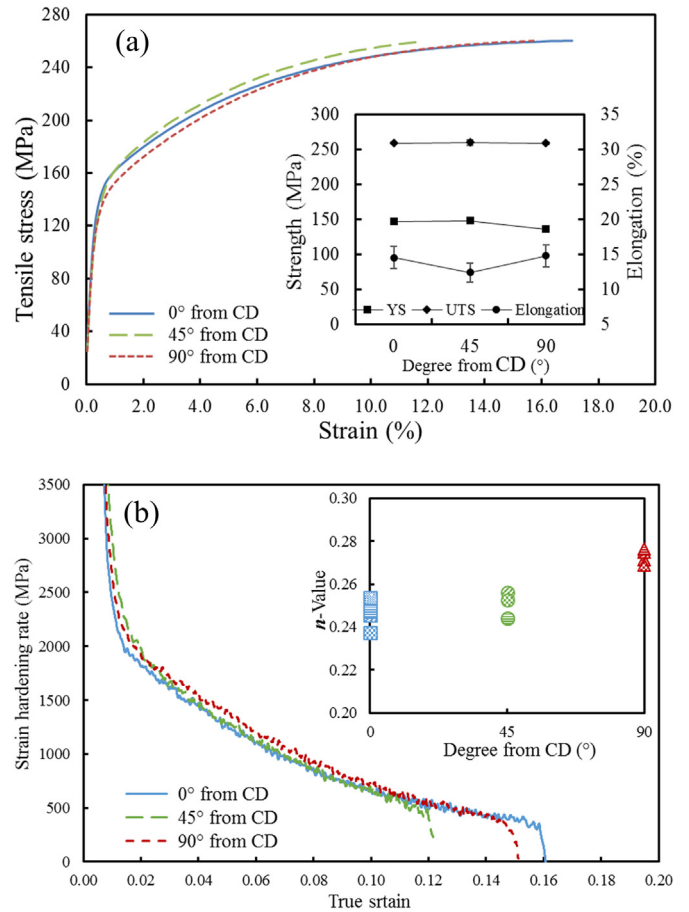 (a)
280
240
200
160
120
80
40
0
Tensile stress (MPa)
0.0 2.0 4.0 6.0 8.0 10.0 12.0 14.0 16.0 18.0 20.0
Strain (%)
0° from CD
45° from CD
90° from CD
300
250
200
150
100
50
0
Strength (MPa)
35
30
25
20
15
10
5
Elongation (%)
YS UTS Elongation
0 45 90
Degree from CD (°)
(b)
3500
3000
2500
2000
1500
1000
500
0
Strain hardening rate (MPa)
0.00 0.02 0.04 0.06 0.08 0.10 0.12 0.14 0.16 0.18 0.20
True srtain
0° from CD
45° from CD
90° from CD
0.30
0.28
0.26
0.24
0.22
0.20
n-Value
0 45 90
Degree from CD (°)